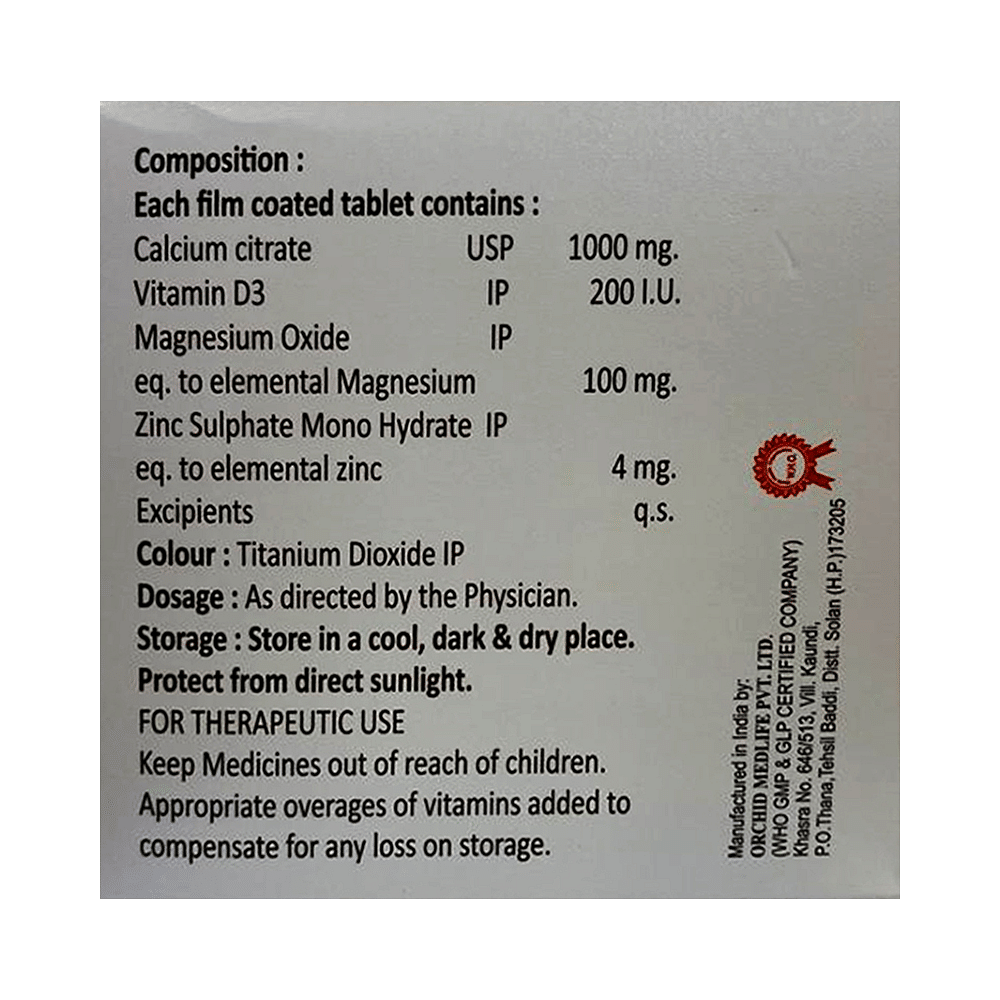 Composition :
Each film coated tablet contains :
Calcium citrate USP 1000 mg.
Vitamin D3 IP 200 I.U.
Magnesium Oxide IP
eq. to elemental Magnesium 100 mg.
Zinc Sulphate Mono Hydrate IP
eq. to elemental zinc 4 mg.
Excipients q.s.
Colour : Titanium Dioxide IP
Dosage : As directed by the Physician.
Storage : Store in a cool, dark & dry place.
Protect from direct sunlight.
FOR THERAPEUTIC USE
Keep Medicines out of reach of children.
Appropriate overages of vitamins added to
compensate for any loss on storage.
W.H.O.
Manufactured in India by:
ORCHID MEDLIFE PVT. LTD.
(WHO GMP & GLP CERTIFIED COMPANY)
Khasra No. 646/513, Vill. Kaundi,
P.O.Thana,Tehsil Baddi, Distt. Solan (H.P.)173205